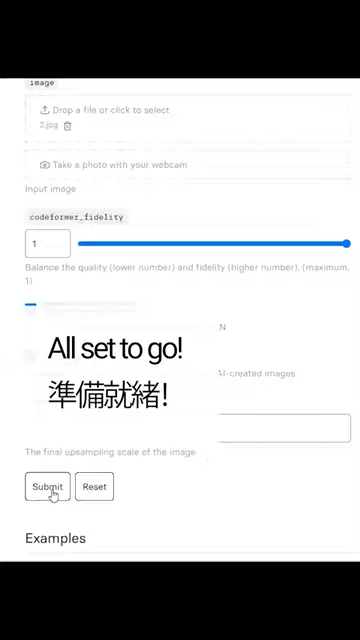 image
Drop a file or click to select
2.jpg
Take a photo with your webcam
Input image
codeformer_fidelity
1
Balance the quality (lower number) and fidelity (higher number). (maximum:
1)
N
All set to go!
AI-created images
準備就緒!
The final upsampling scale of the image
Submit
Reset
Examples